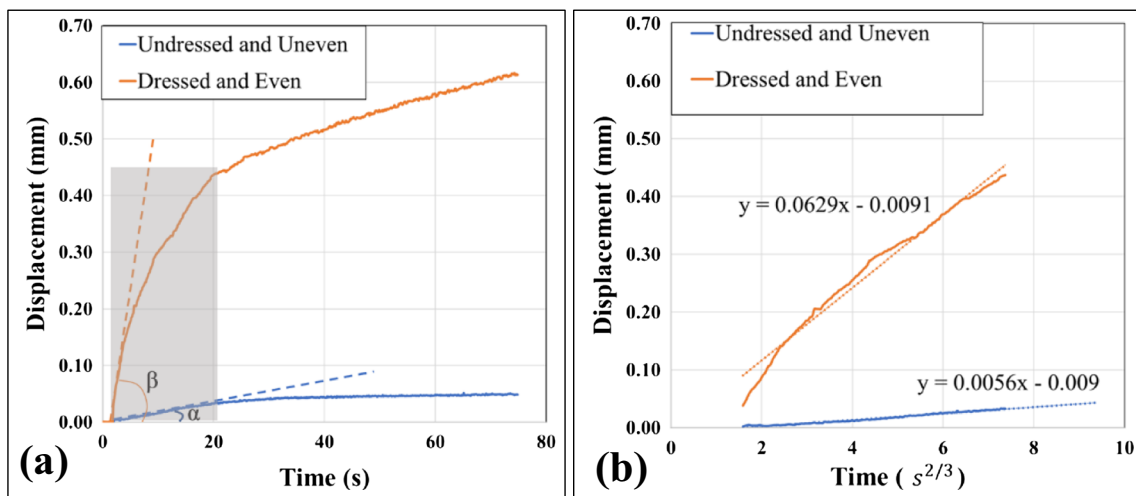 0.70
0.60
0.50
0.40
0.30
0.20
0.10
0.00
Displacement (mm)
Undressed and Uneven
Dressed and Even
β
α
0
20
40
60
80
Time (s)
(a)
0.70
0.60
0.50
0.40
0.30
0.20
0.10
0.00
Displacement (mm)
Undressed and Uneven
Dressed and Even
y = 0.0629x - 0.0091
y = 0.0056x - 0.009
0
2
4
6
8
10
Time ( s^{2/3})
(b)